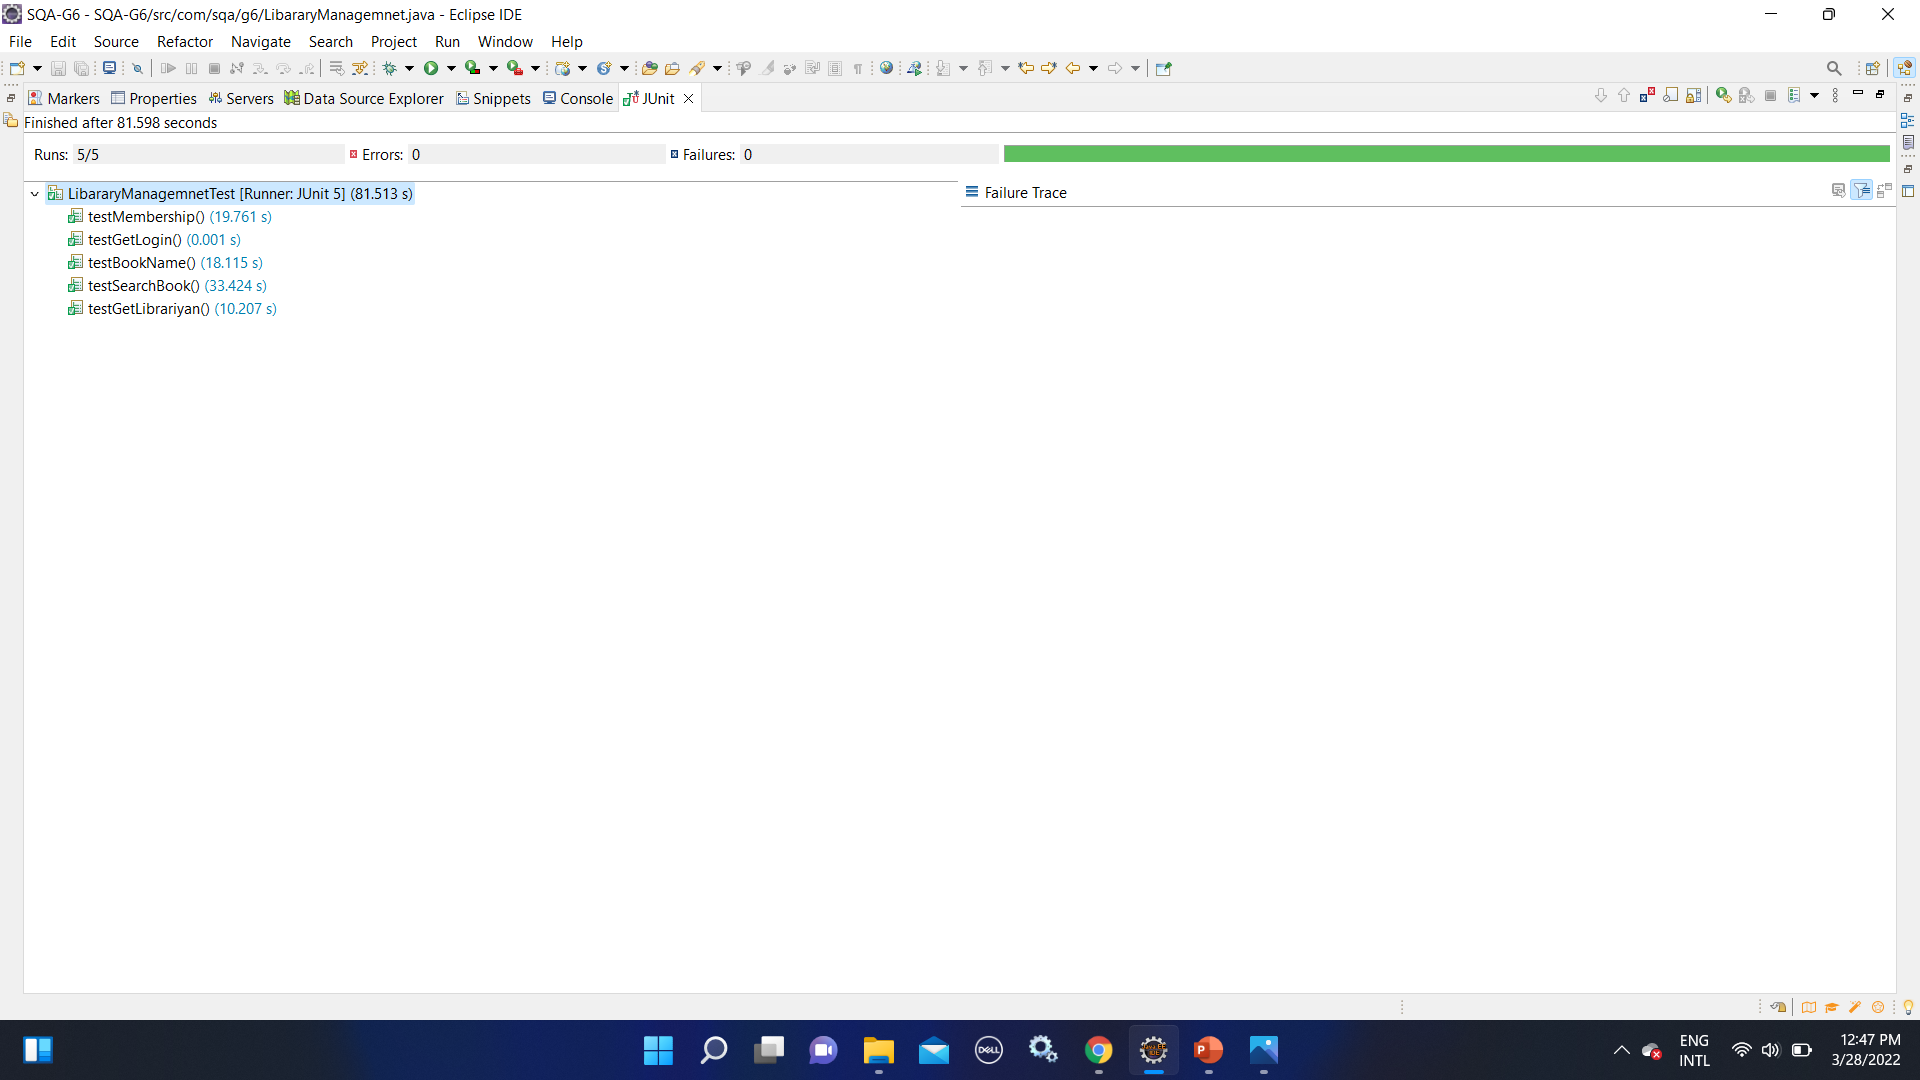 SQA-G6 - SQA-G6/src/com/sqa/g6/LibararyManagemnet.java - Eclipse IDE
File Edit Source Refactor Navigate Search Project Run Window Help
Markers Properties Servers Data Source Explorer Snippets Console JUnit
Finished after 81.598 seconds
Runs: 5/5 Errors: 0 Failures: 0
LibararyManagemnetTest [Runner: JUnit 5] (81.513 s)
Failure Trace
testMembership() (19.761 s)
testGetLogin() (0.001 s)
testBookName() (18.115 s)
testSearchBook() (33.424 s)
testGetLibrariyan() (10.207 s)
DELL
ENG
INTL
12:47 PM
3/28/2022